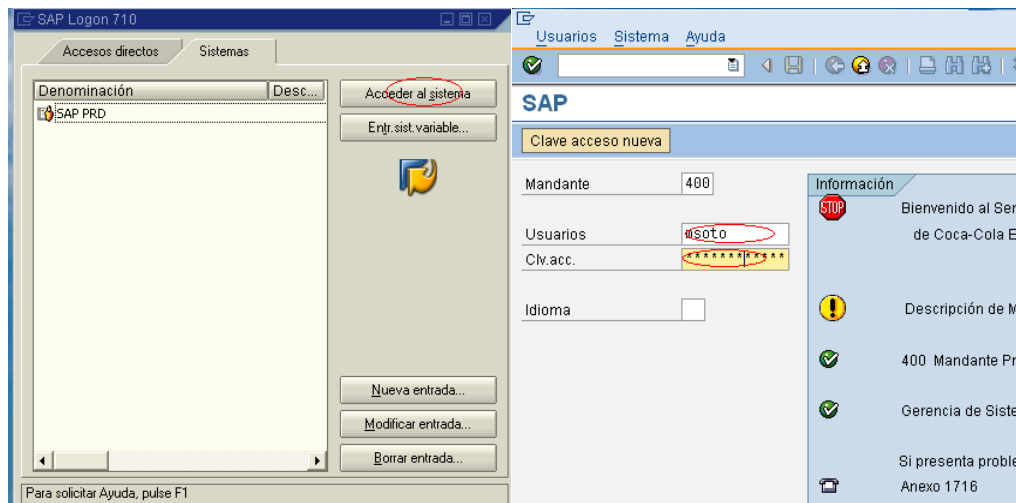 SAP Logon 710
Accesos directos
Sistemas
Denominación
Desc...
SAP PRD
Acceder al sistema
Entr.sist.variable...
Nueva entrada...
Modificar entrada...
Borrar entrada...
Para solicitar Ayuda, pulse F1
Usuarios Sistema Ayuda
SAP
Clave acceso nueva
Mandante 400
Usuarios msoto
Clv.acc. ************
Idioma
Información
STOP
Bienvenido al Ser
de Coca-Cola E
Descripción de M
400 Mandante Pr
Gerencia de Siste
Si presenta proble
Anexo 1716